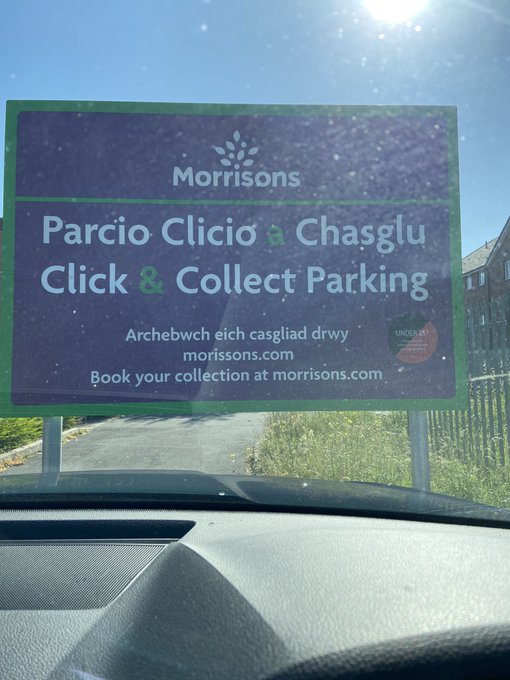 Morrisons
Parcio Clicio a Chasglu
Click & Collect Parking
Archebwch eich casgliad drwy
morissons.com
Book your collection at morrisons.com
UNDER 25?